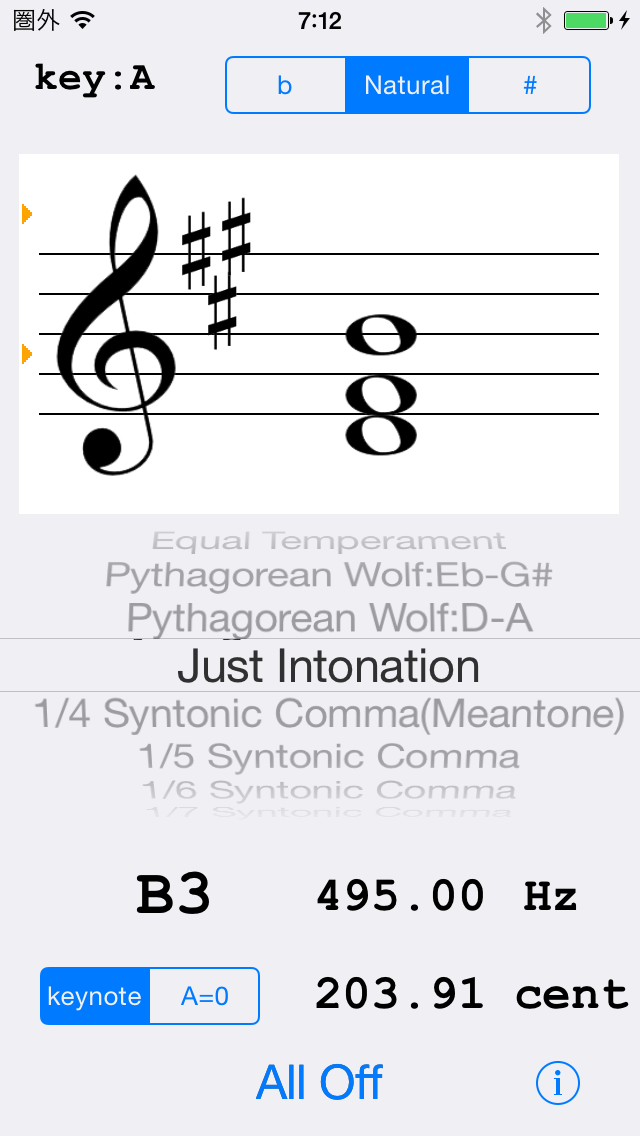 圏外 7:12
key:A b Natural #
Equal Temperament
Pythagorean Wolf:Eb-G#
Pythagorean Wolf:D-A
Just Intonation
1/4 Syntonic Comma(Meantone)
1/5 Syntonic Comma
1/6 Syntonic Comma
1/7 Syntonic Comma
B3 495.00 Hz
keynote A=0 203.91 cent
All Off i